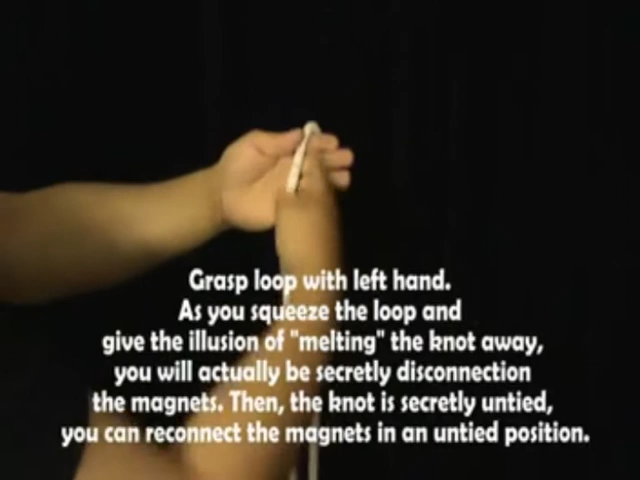 Grasp loop with left hand.
As you squeeze the loop and
give the illusion of "melting" the knot away,
you will actually be secretly disconnection
the magnets. Then, the knot is secretly untied,
you can reconnect the magnets in an untied position.